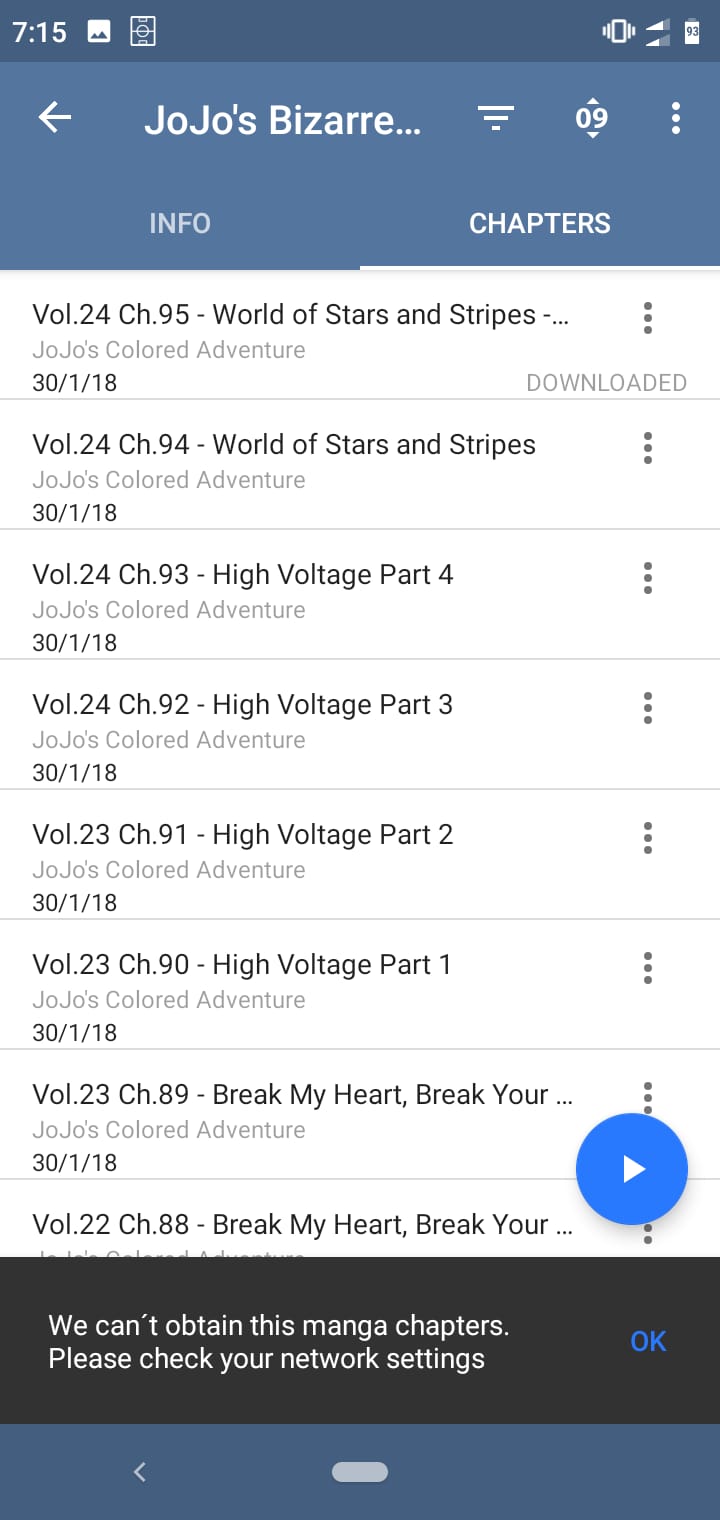 7:15
93
JoJo's Bizarre…
09
INFO
CHAPTERS
Vol.24 Ch.95 - World of Stars and Stripes -…
JoJo's Colored Adventure
30/1/18
DOWNLOADED
Vol.24 Ch.94 - World of Stars and Stripes
JoJo's Colored Adventure
30/1/18
Vol.24 Ch.93 - High Voltage Part 4
JoJo's Colored Adventure
30/1/18
Vol.24 Ch.92 - High Voltage Part 3
JoJo's Colored Adventure
30/1/18
Vol.23 Ch.91 - High Voltage Part 2
JoJo's Colored Adventure
30/1/18
Vol.23 Ch.90 - High Voltage Part 1
JoJo's Colored Adventure
30/1/18
Vol.23 Ch.89 - Break My Heart, Break Your …
JoJo's Colored Adventure
30/1/18
Vol.22 Ch.88 - Break My Heart, Break Your …
JoJo's Colored Adventure
We can´t obtain this manga chapters.
Please check your network settings
OK